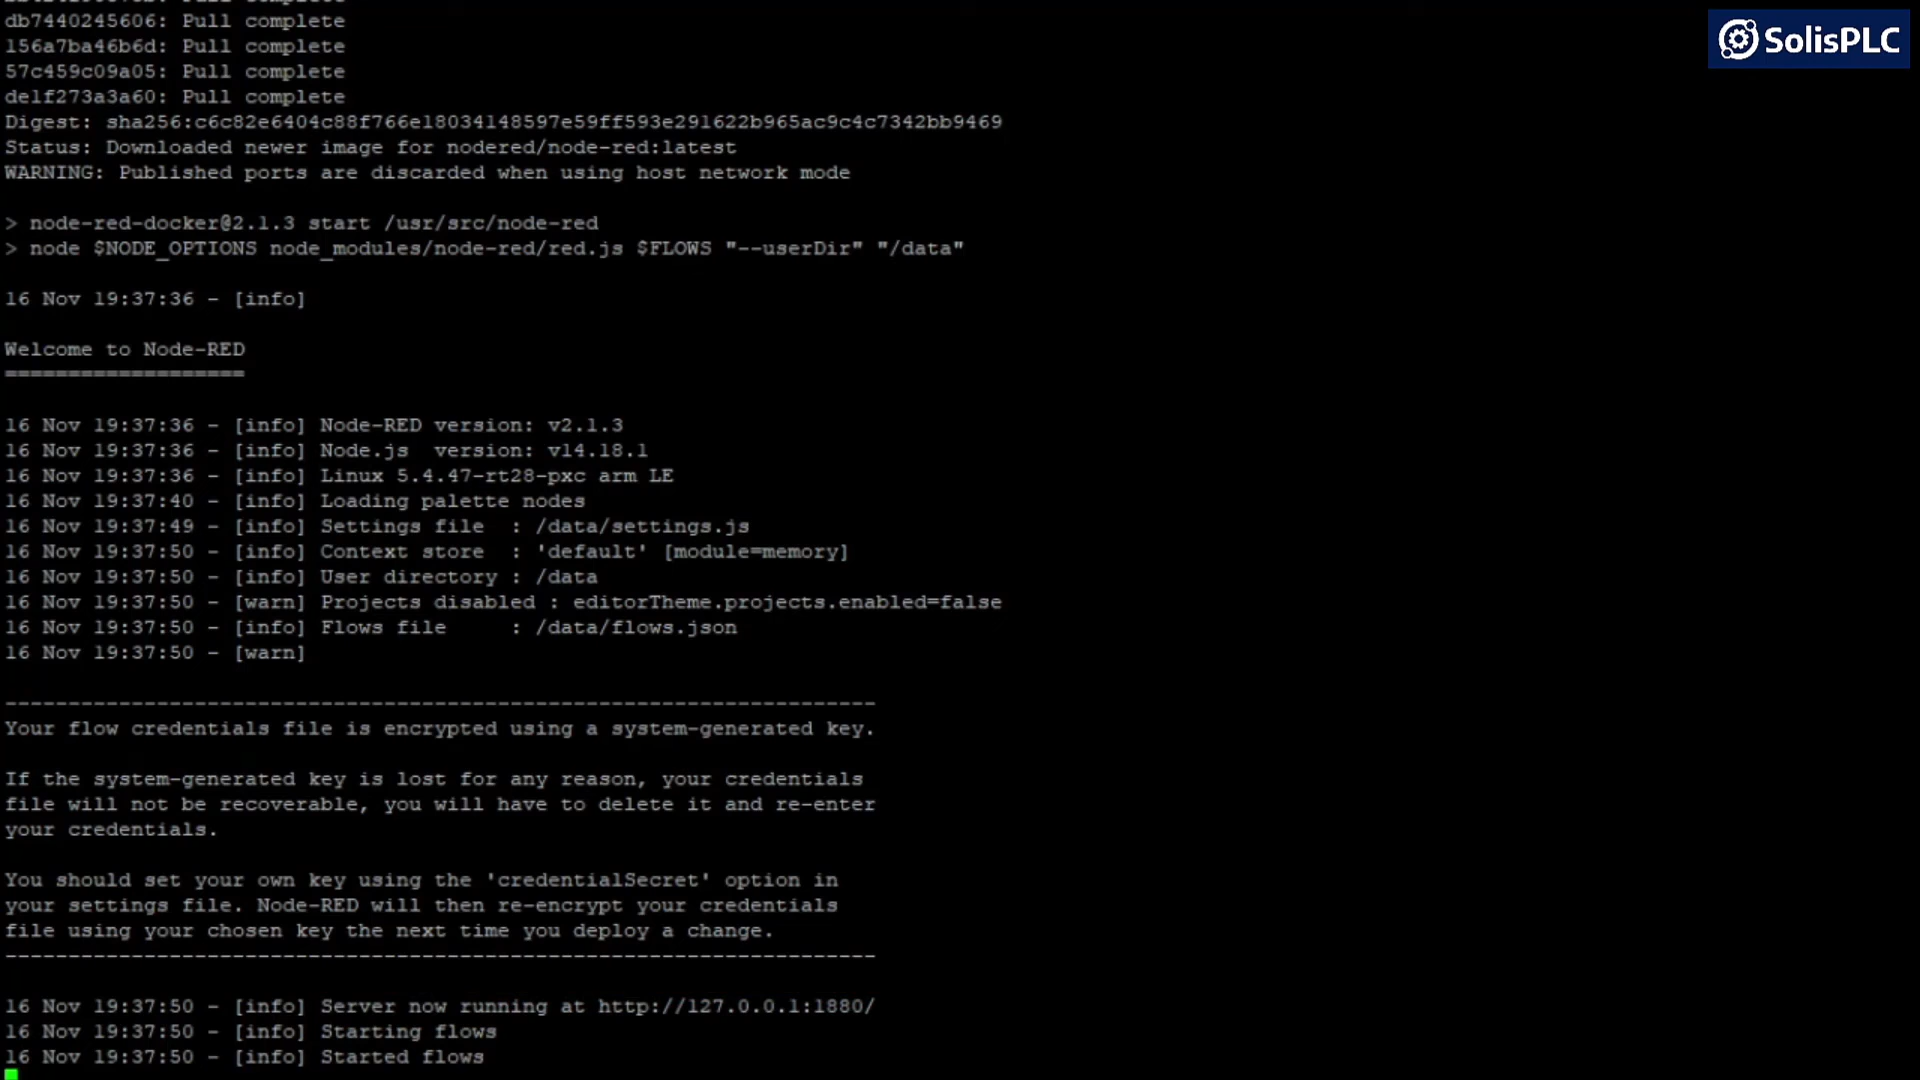 db7440245606: Pull complete
156a7ba46b6d: Pull complete
57c459c09a05: Pull complete
de1f273a3a60: Pull complete
Digest: sha256:c6c82e6404c88f766e18034148597e59ff593e291622b965ac9c4c7342bb9469
Status: Downloaded newer image for nodered/node-red:latest
WARNING: Published ports are discarded when using host network mode
> node-red-docker@2.1.3 start /usr/src/node-red
> node $NODE_OPTIONS node_modules/node-red/red.js $FLOWS "--userDir" "/data"
16 Nov 19:37:36 - [info]
Welcome to Node-RED
===================
16 Nov 19:37:36 - [info] Node-RED version: v2.1.3
16 Nov 19:37:36 - [info] Node.js  version: v14.18.1
16 Nov 19:37:36 - [info] Linux 5.4.47-rt28-pxc arm LE
16 Nov 19:37:40 - [info] Loading palette nodes
16 Nov 19:37:49 - [info] Settings file  : /data/settings.js
16 Nov 19:37:50 - [info] Context store  : 'default' [module=memory]
16 Nov 19:37:50 - [info] User directory : /data
16 Nov 19:37:50 - [warn] Projects disabled : editorTheme.projects.enabled=false
16 Nov 19:37:50 - [info] Flows file     : /data/flows.json
16 Nov 19:37:50 - [warn]
---------------------------------------------------------------------
Your flow credentials file is encrypted using a system-generated key.
If the system-generated key is lost for any reason, your credentials
file will not be recoverable, you will have to delete it and re-enter
your credentials.
You should set your own key using the 'credentialSecret' option in
your settings file. Node-RED will then re-encrypt your credentials
file using your chosen key the next time you deploy a change.
---------------------------------------------------------------------
16 Nov 19:37:50 - [info] Server now running at http://127.0.0.1:1880/
16 Nov 19:37:50 - [info] Starting flows
16 Nov 19:37:50 - [info] Started flows
SolisPLC